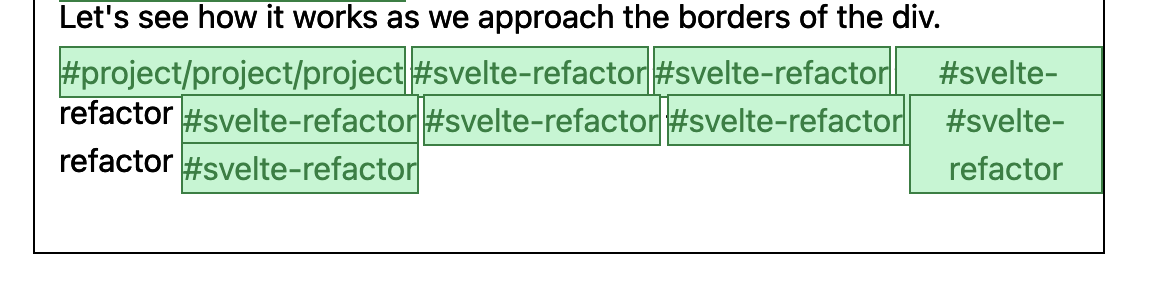 Let's see how it works as we approach the borders of the div.
#project/project/project #svelte-refactor #svelte-refactor #svelte-
refactor #svelte-refactor #svelte-refactor #svelte-refactor #svelte-
refactor #svelte-refactor refactor